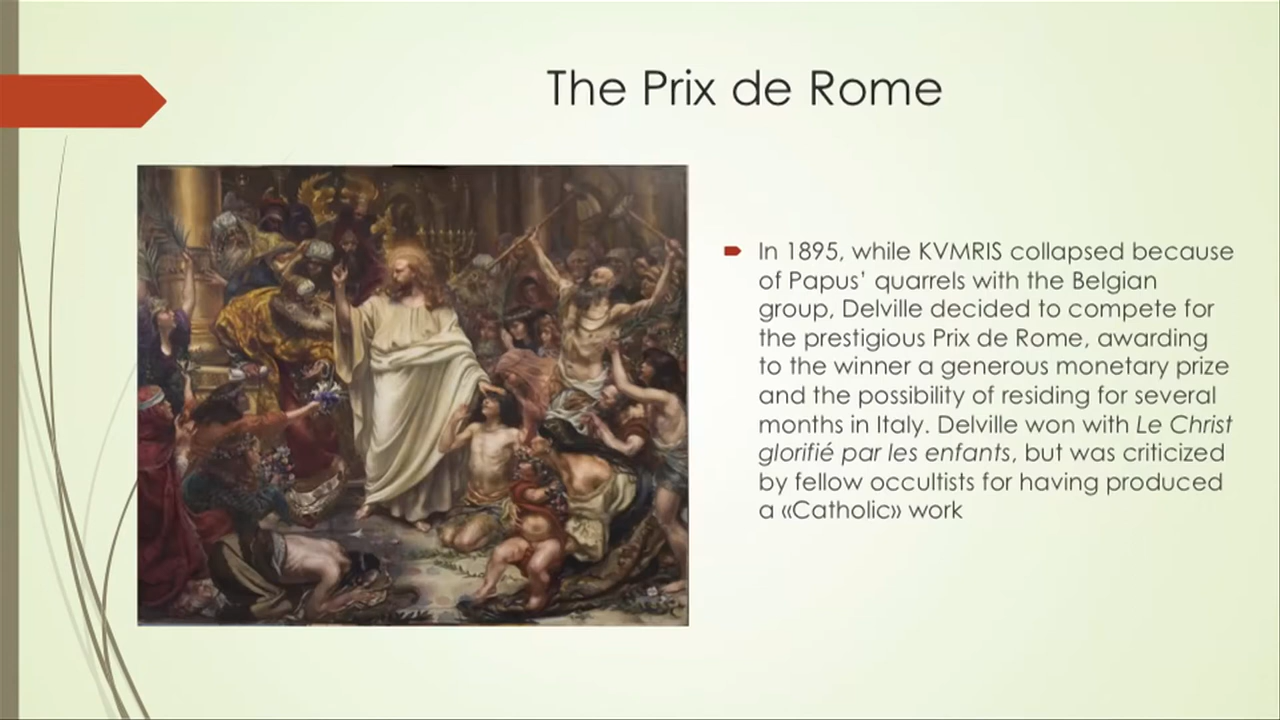 The Prix de Rome
In 1895, while KVMRIS collapsed because
of Papus’ quarrels with the Belgian
group, Delville decided to compete for
the prestigious Prix de Rome, awarding
to the winner a generous monetary prize
and the possibility of residing for several
months in Italy. Delville won with Le Christ
glorifié par les enfants, but was criticized
by fellow occultists for having produced
a «Catholic» work